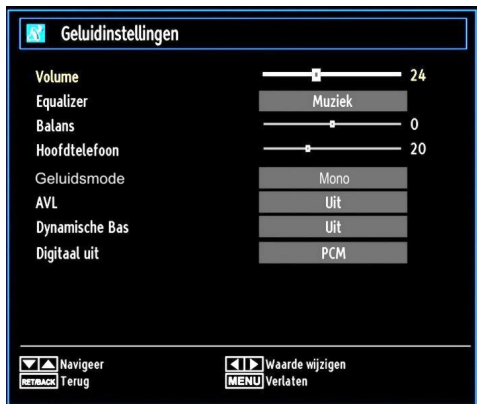 Geluidinstellingen
Volume 24
Equalizer Muziek
Balans 0
Hoofdtelefoon 20
Geluidsmode Mono
AVL Uit
Dynamische Bas Uit
Digitaal uit PCM
Navigeer Waarde wijzigen
RET/BACK Terug MENU Verlaten